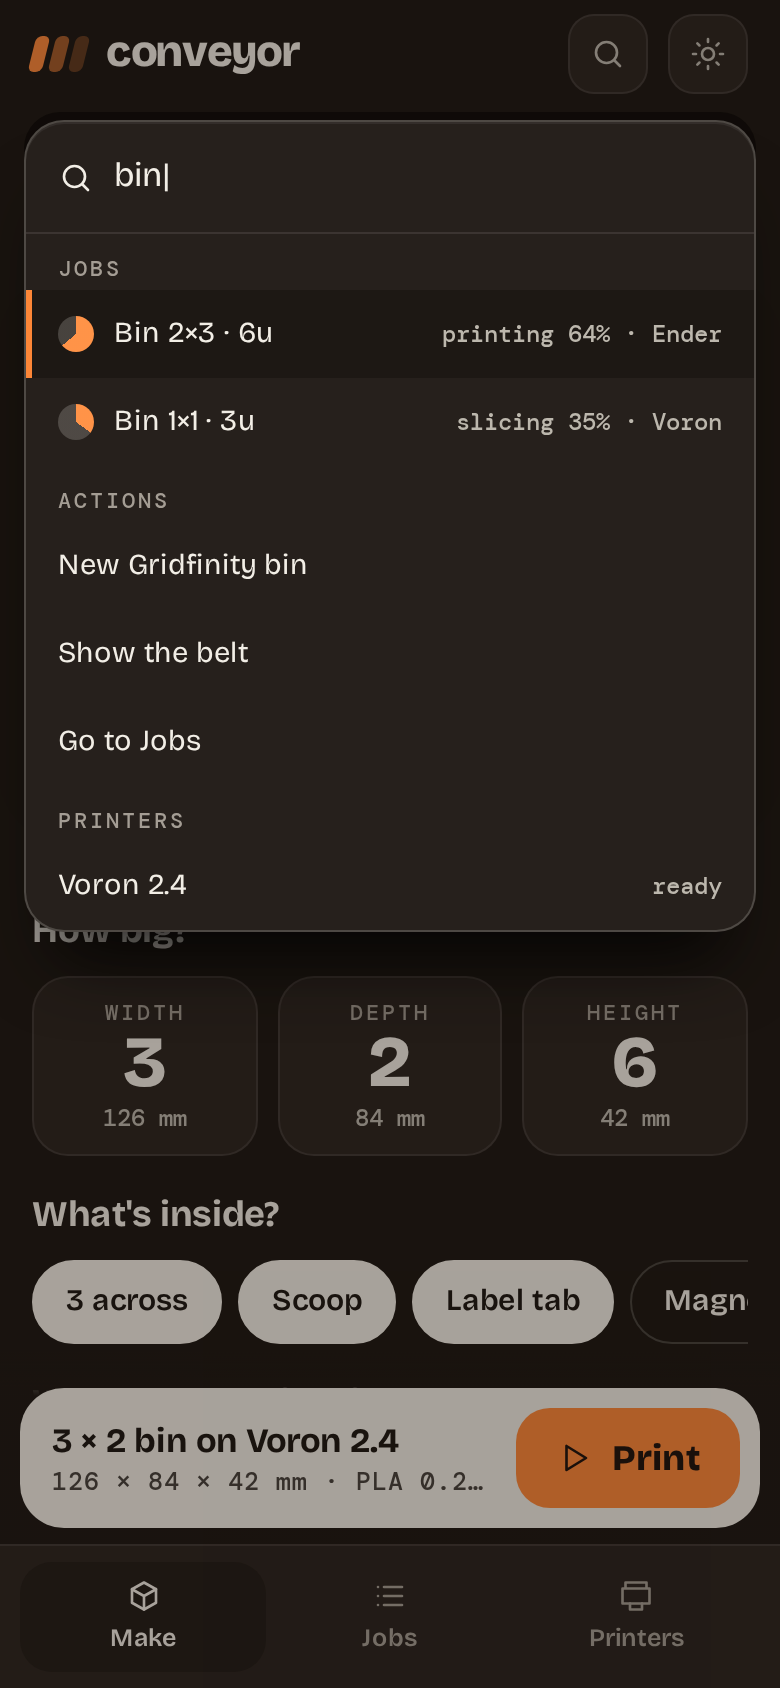 conveyor
bin
JOBS
Bin 2×3 · 6u printing 64% · Ender
Bin 1×1 · 3u slicing 35% · Voron
ACTIONS
New Gridfinity bin
Show the belt
Go to Jobs
PRINTERS
Voron 2.4 ready
How big?
WIDTH DEPTH HEIGHT
3 2 6
126 mm 84 mm 42 mm
What's inside?
3 across Scoop Label tab Magn
3 × 2 bin on Voron 2.4
126 × 84 × 42 mm · PLA 0.2…
Print
Make Jobs Printers